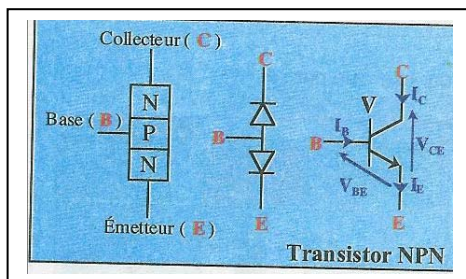 Collecteur ( C )
N
Base ( B )
P
N
Émetteur ( E )
C
B
E
C
I_C
V
I_B
B
V_CE
V_BE
I_E
E
Transistor NPN